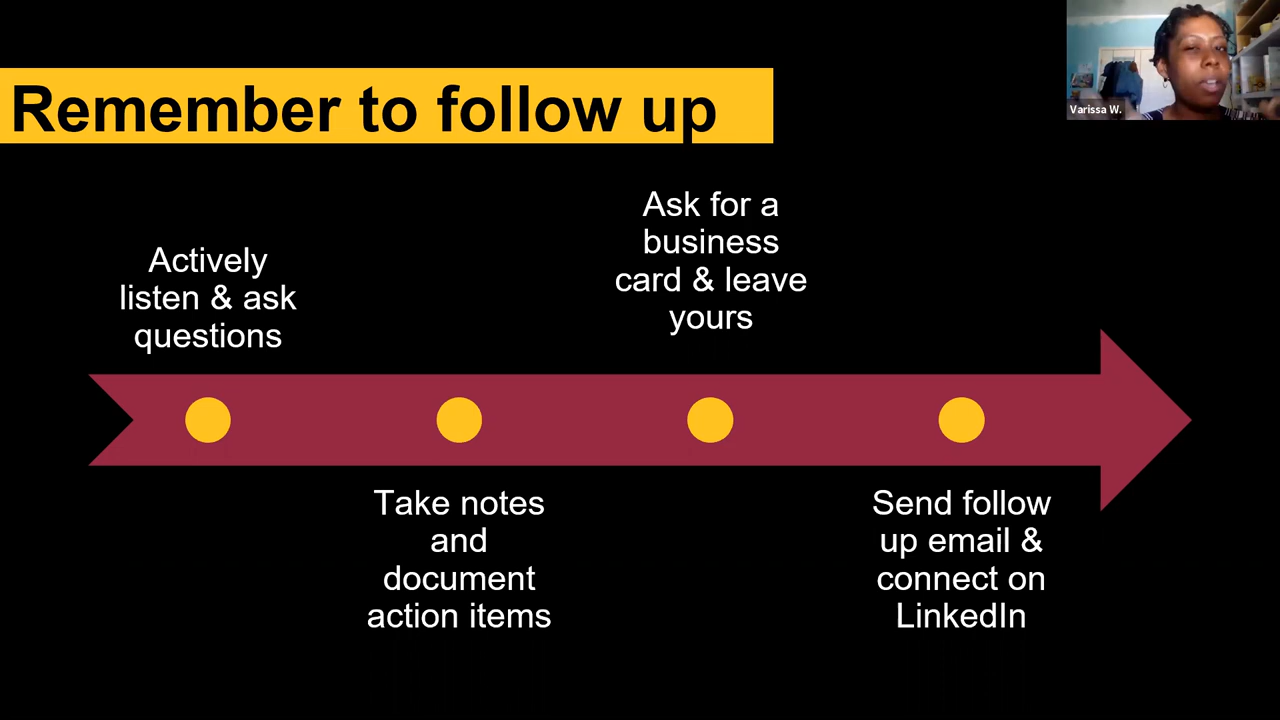 Remember to follow up
Varissa W.
Actively
listen & ask
questions
Take notes
and
document
action items
Ask for a
business
card & leave
yours
Send follow
up email &
connect on
LinkedIn